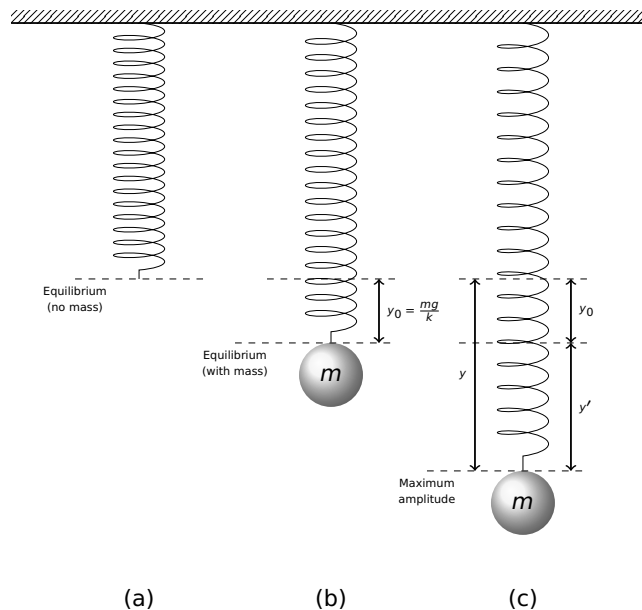 Equilibrium
(no mass)
y₀ = mg/k
Equilibrium
(with mass)
m
y₀
y
y′
Maximum
amplitude
m
(a) (b) (c)